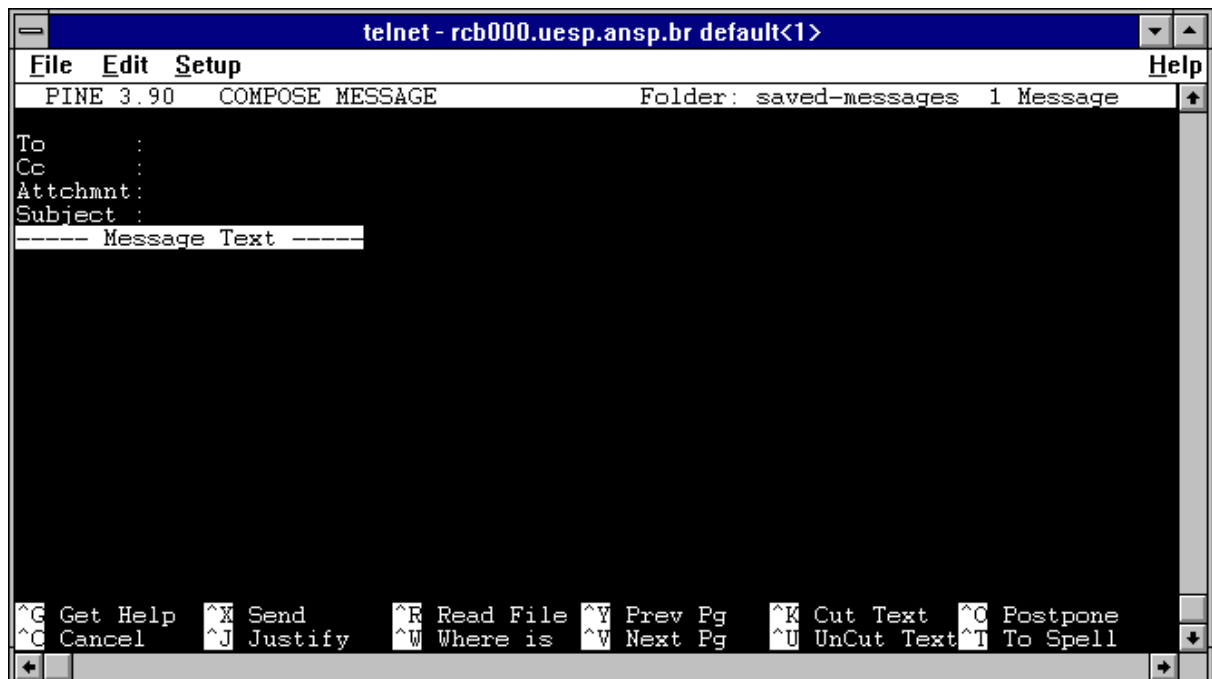 telnet - rcb000.uesp.ansp.br default<1>
File Edit Setup Help
PINE 3.90 COMPOSE MESSAGE Folder: saved-messages 1 Message
To :
Cc :
Attchmnt:
Subject :
----- Message Text -----
^G Get Help ^X Send ^R Read File ^Y Prev Pg ^K Cut Text ^O Postpone
^C Cancel ^J Justify ^W Where is ^V Next Pg ^U UnCut Text ^T To Spell